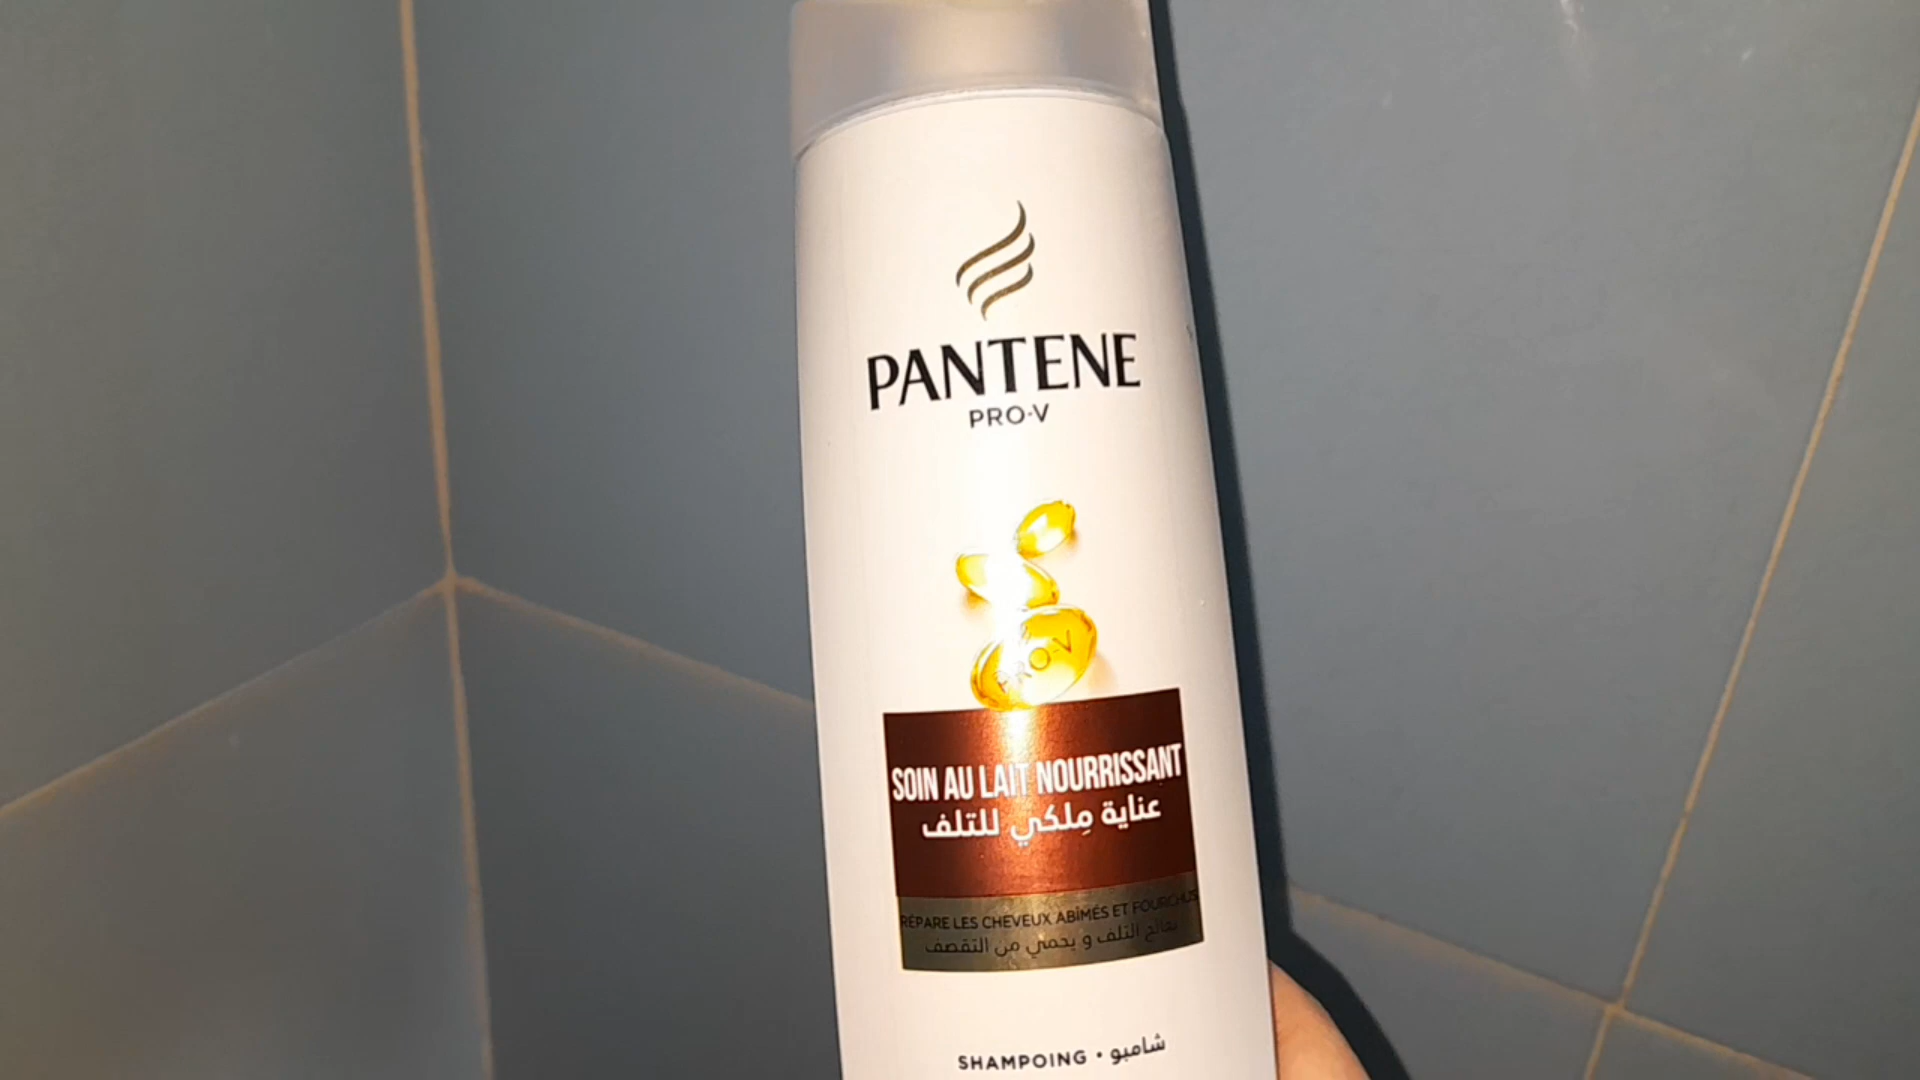 PANTENE
PRO-V
PRO-V
SOIN AU LAIT NOURRISSANT
عناية مِلكي للتلف
RÉPARE LES CHEVEUX ABÎMÉS ET FOURCHUS
يعالج التلف و يحمي من التقصف
SHAMPOING • شامبو